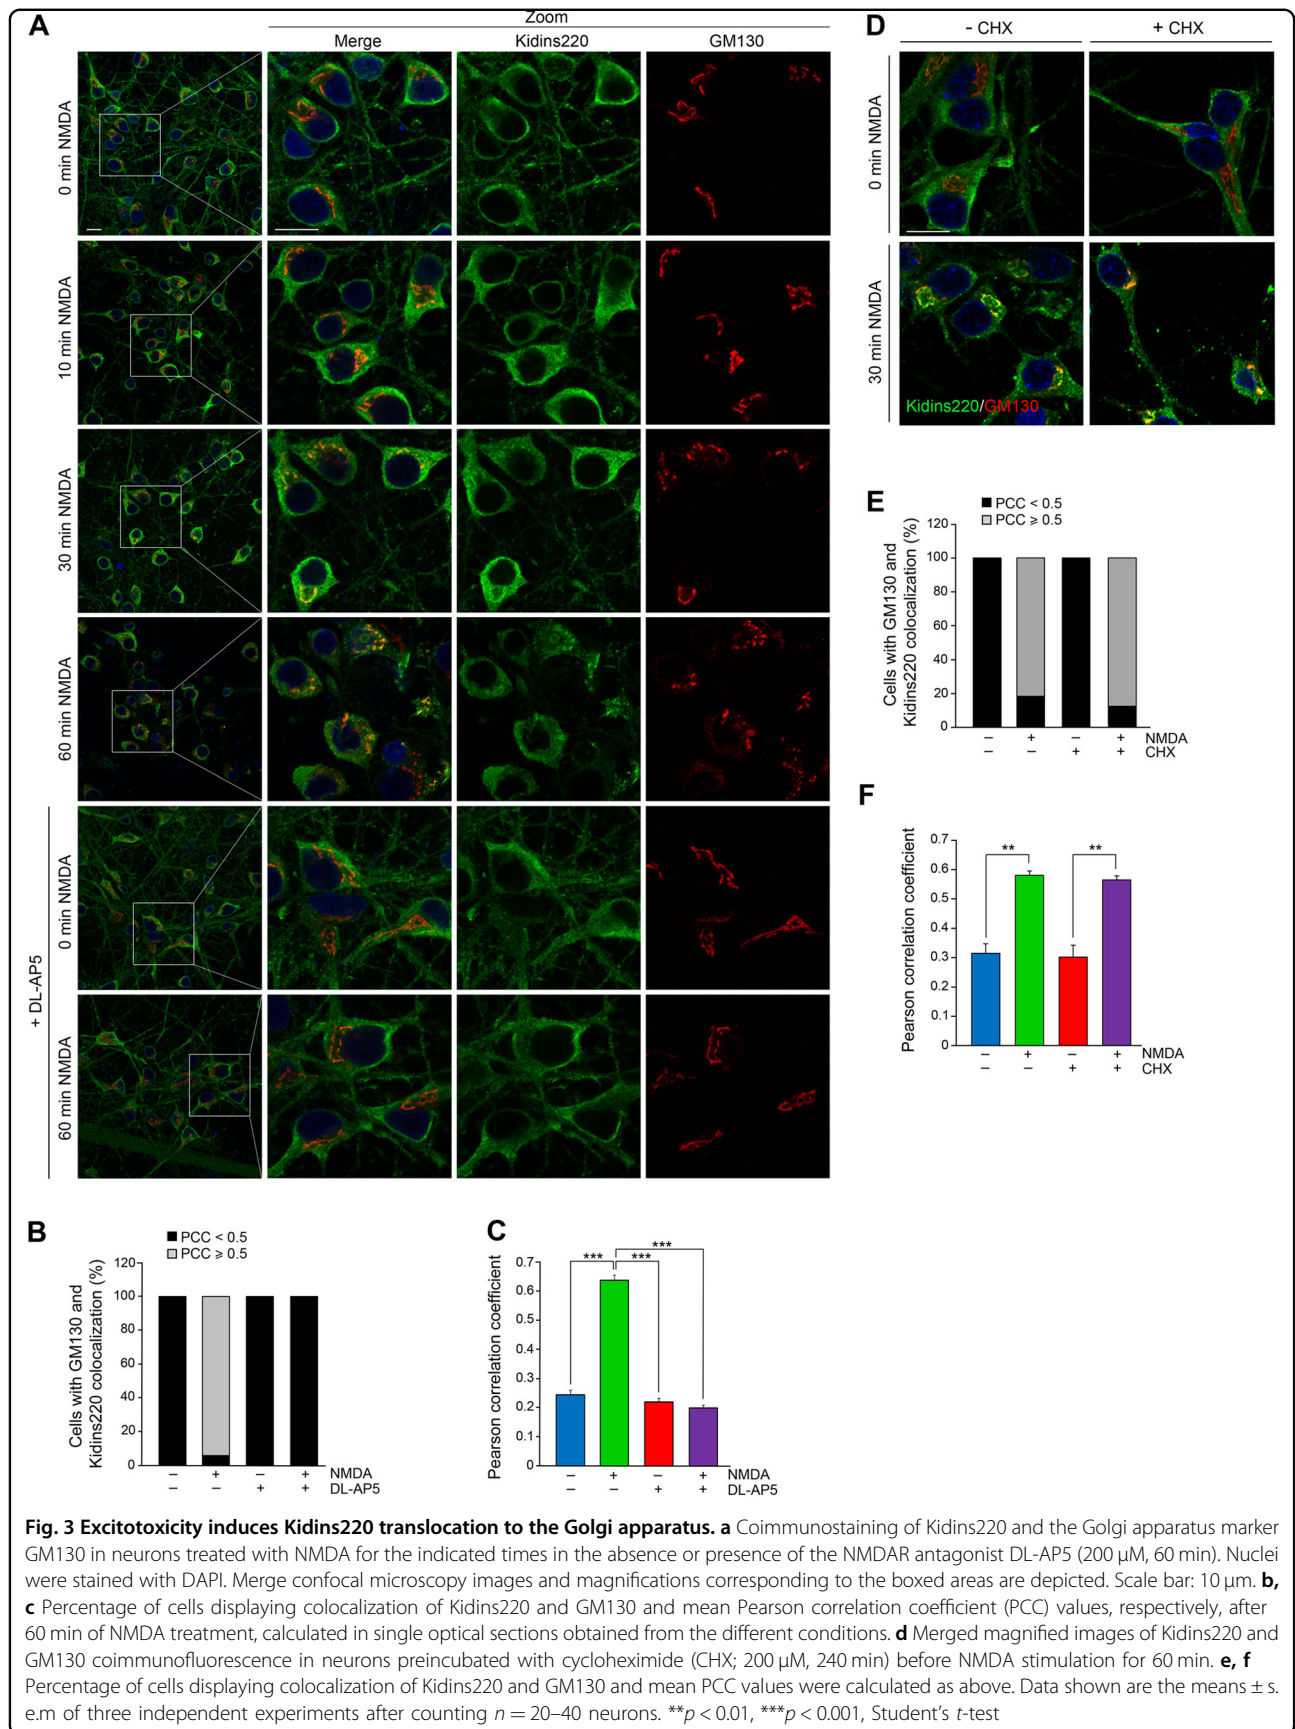 A
Zoom
Merge
Kidins220
GM130
0 min NMDA
10 min NMDA
30 min NMDA
60 min NMDA
+ DL-AP5
0 min NMDA
60 min NMDA
D
- CHX
+ CHX
0 min NMDA
30 min NMDA
Kidins220/GM130
E
PCC < 0.5
PCC ≥ 0.5
Cells with GM130 and
Kidins220 colocalization (%)
120
100
80
60
40
20
0
– + – + NMDA
– – + + CHX
F
Pearson correlation coefficient
0.7
0.6
0.5
0.4
0.3
0.2
0.1
0
** **
– + – + NMDA
– – + + CHX
B
PCC < 0.5
PCC ≥ 0.5
Cells with GM130 and
Kidins220 colocalization (%)
120
100
80
60
40
20
0
– + – + NMDA
– – + + DL-AP5
C
Pearson correlation coefficient
0.7
0.6
0.5
0.4
0.3
0.2
0.1
0
***
*** ***
– + – + NMDA
– – + + DL-AP5
Fig. 3 Excitotoxicity induces Kidins220 translocation to the Golgi apparatus. a Coimmunostaining of Kidins220 and the Golgi apparatus marker
GM130 in neurons treated with NMDA for the indicated times in the absence or presence of the NMDAR antagonist DL-AP5 (200 µM, 60 min). Nuclei
were stained with DAPI. Merge confocal microscopy images and magnifications corresponding to the boxed areas are depicted. Scale bar: 10 µm. b,
c Percentage of cells displaying colocalization of Kidins220 and GM130 and mean Pearson correlation coefficient (PCC) values, respectively, after
60 min of NMDA treatment, calculated in single optical sections obtained from the different conditions. d Merged magnified images of Kidins220 and
GM130 coimmunofluorescence in neurons preincubated with cycloheximide (CHX; 200 µM, 240 min) before NMDA stimulation for 60 min. e, f
Percentage of cells displaying colocalization of Kidins220 and GM130 and mean PCC values were calculated as above. Data shown are the means ± s.
e.m of three independent experiments after counting n = 20–40 neurons. **p < 0.01, ***p < 0.001, Student's t-test